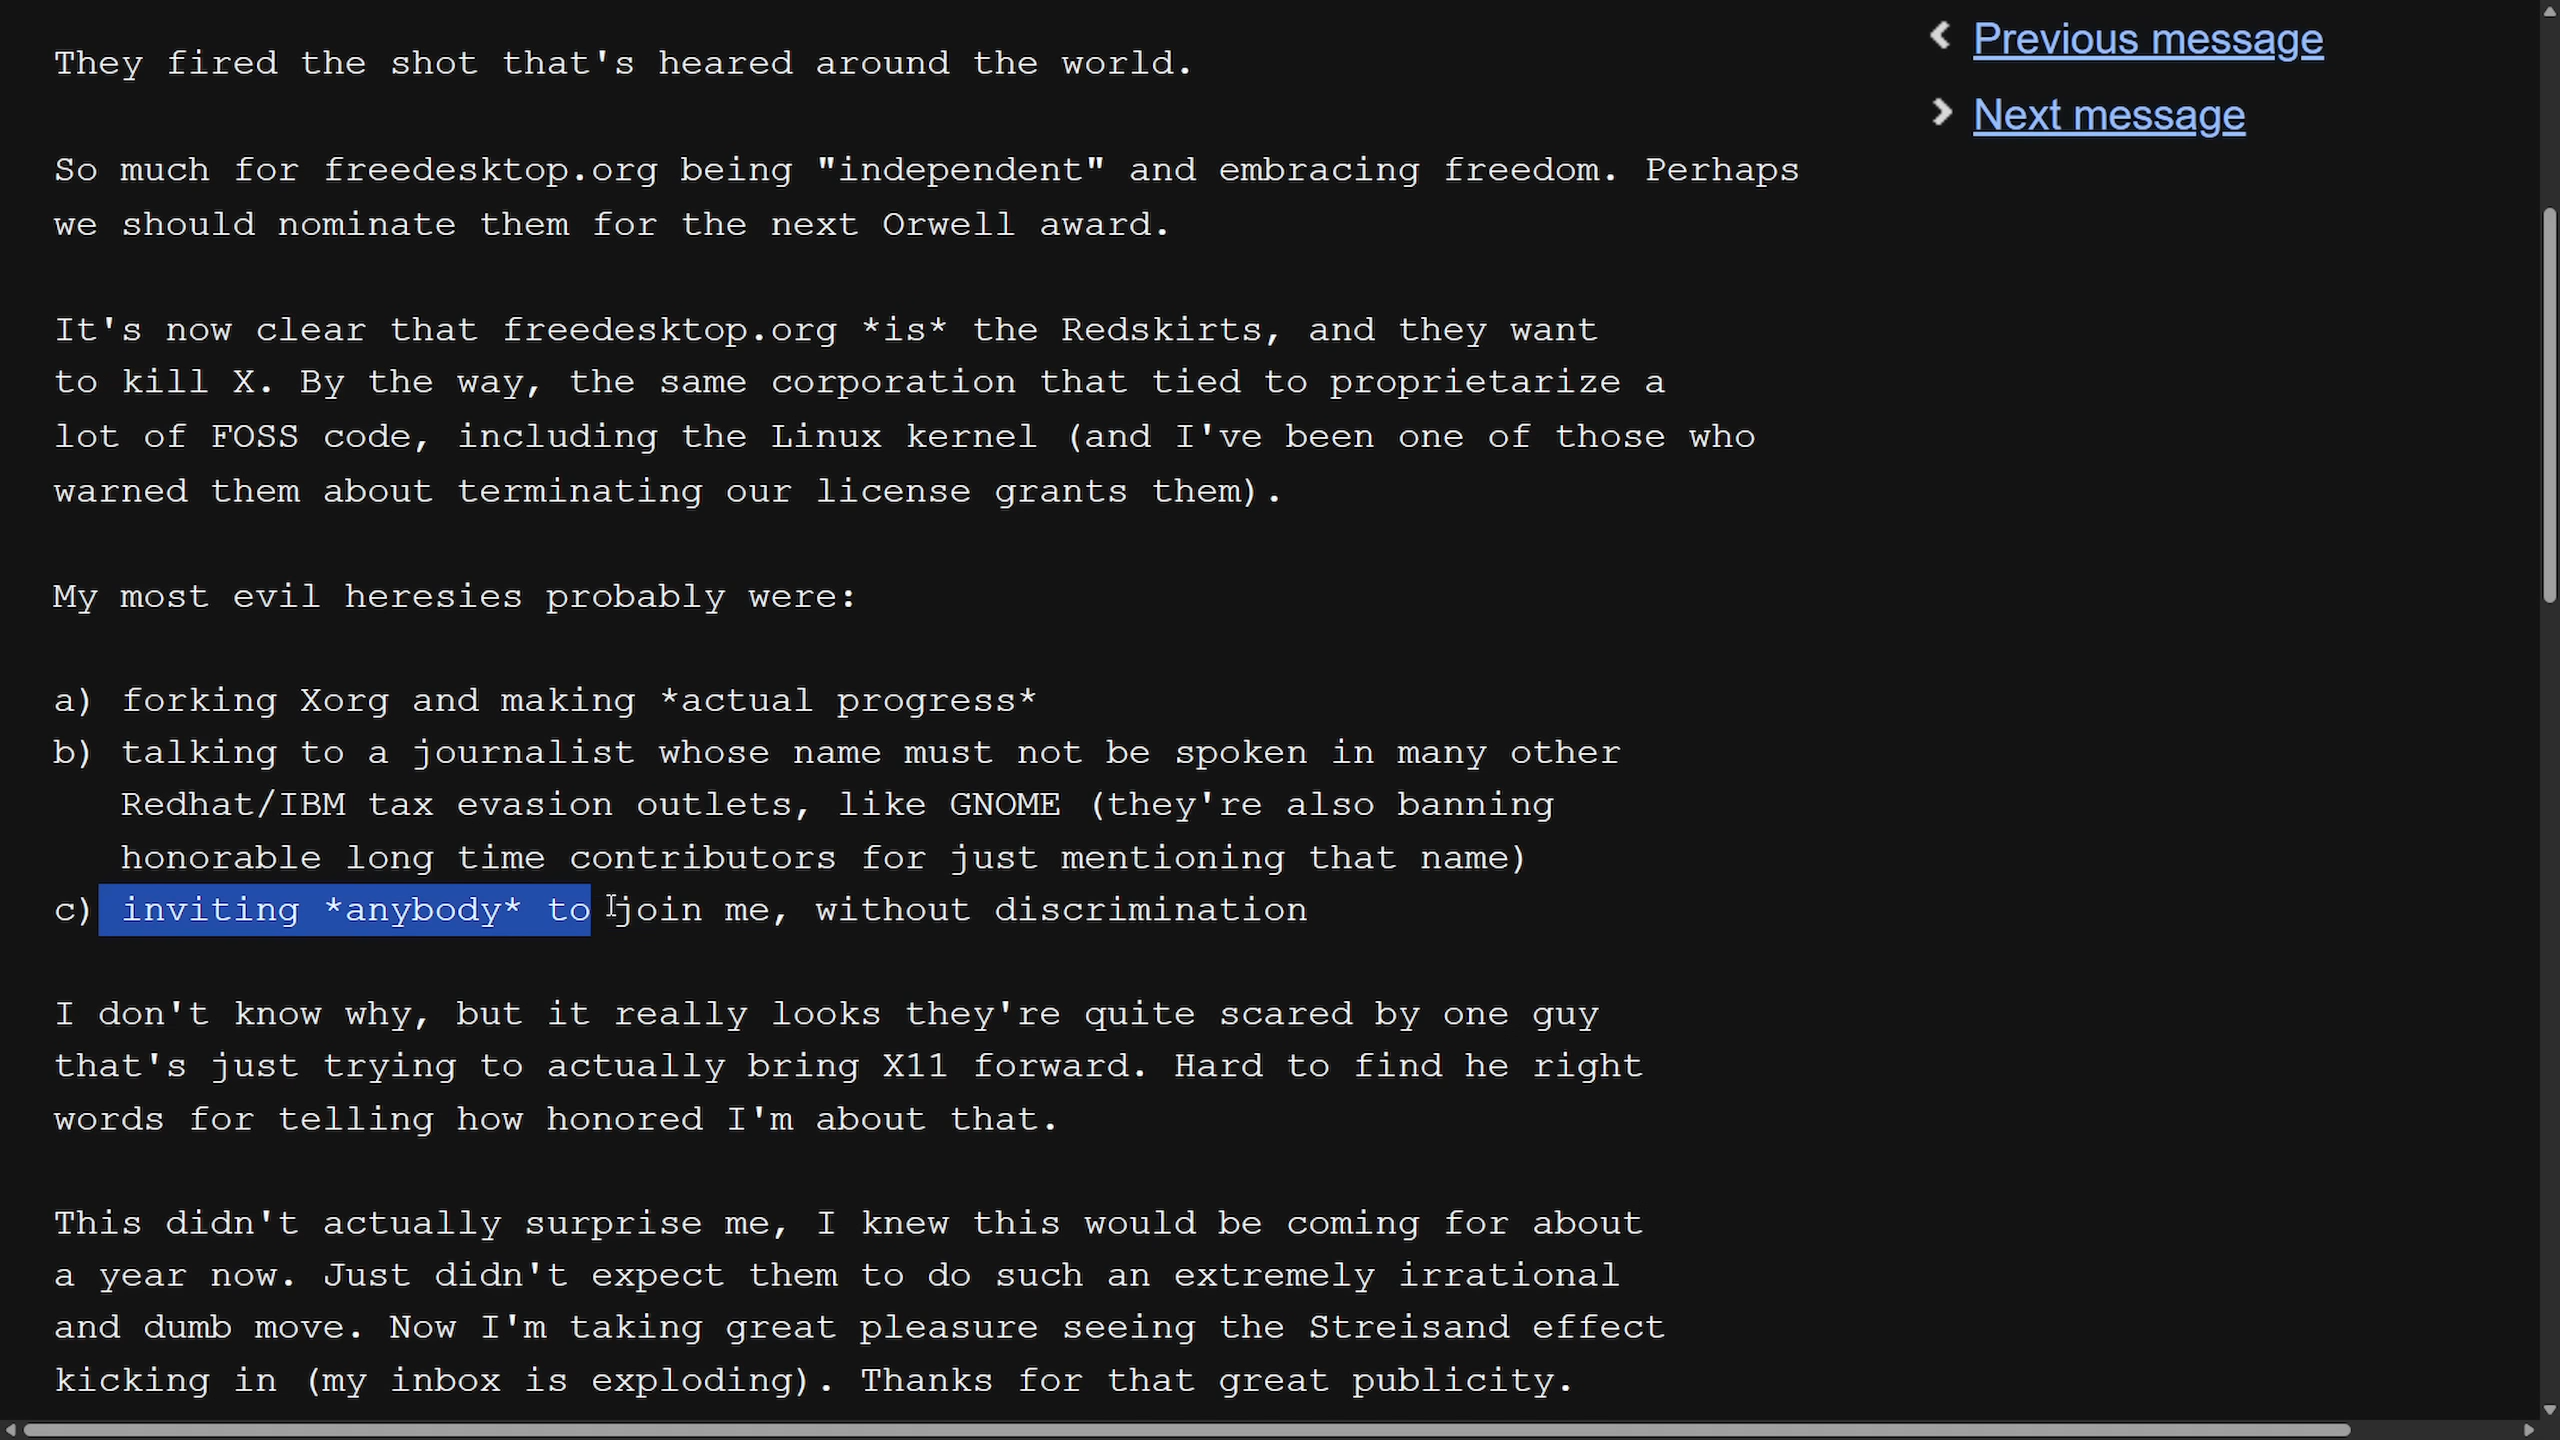 They fired the shot that's heared around the world.
Previous message
Next message
So much for freedesktop.org being "independent" and embracing freedom. Perhaps
we should nominate them for the next Orwell award.
It's now clear that freedesktop.org *is* the Redskirts, and they want
to kill X. By the way, the same corporation that tied to proprietarize a
lot of FOSS code, including the Linux kernel (and I've been one of those who
warned them about terminating our license grants them).
My most evil heresies probably were:
a) forking Xorg and making *actual progress*
b) talking to a journalist whose name must not be spoken in many other
Redhat/IBM tax evasion outlets, like GNOME (they're also banning
honorable long time contributors for just mentioning that name)
c) inviting *anybody* to join me, without discrimination
I don't know why, but it really looks they're quite scared by one guy
that's just trying to actually bring X11 forward. Hard to find he right
words for telling how honored I'm about that.
This didn't actually surprise me, I knew this would be coming for about
a year now. Just didn't expect them to do such an extremely irrational
and dumb move. Now I'm taking great pleasure seeing the Streisand effect
kicking in (my inbox is exploding). Thanks for that great publicity.